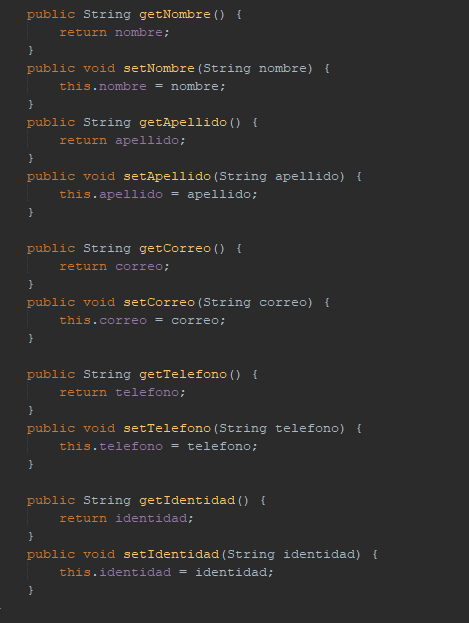 public String getNombre() {
return nombre;
}
public void setNombre(String nombre) {
this.nombre = nombre;
}
public String getApellido() {
return apellido;
}
public void setApellido(String apellido) {
this.apellido = apellido;
}
public String getCorreo() {
return correo;
}
public void setCorreo(String correo) {
this.correo = correo;
}
public String getTelefono() {
return telefono;
}
public void setTelefono(String telefono) {
this.telefono = telefono;
}
public String getIdentidad() {
return identidad;
}
public void setIdentidad(String identidad) {
this.identidad = identidad;
}